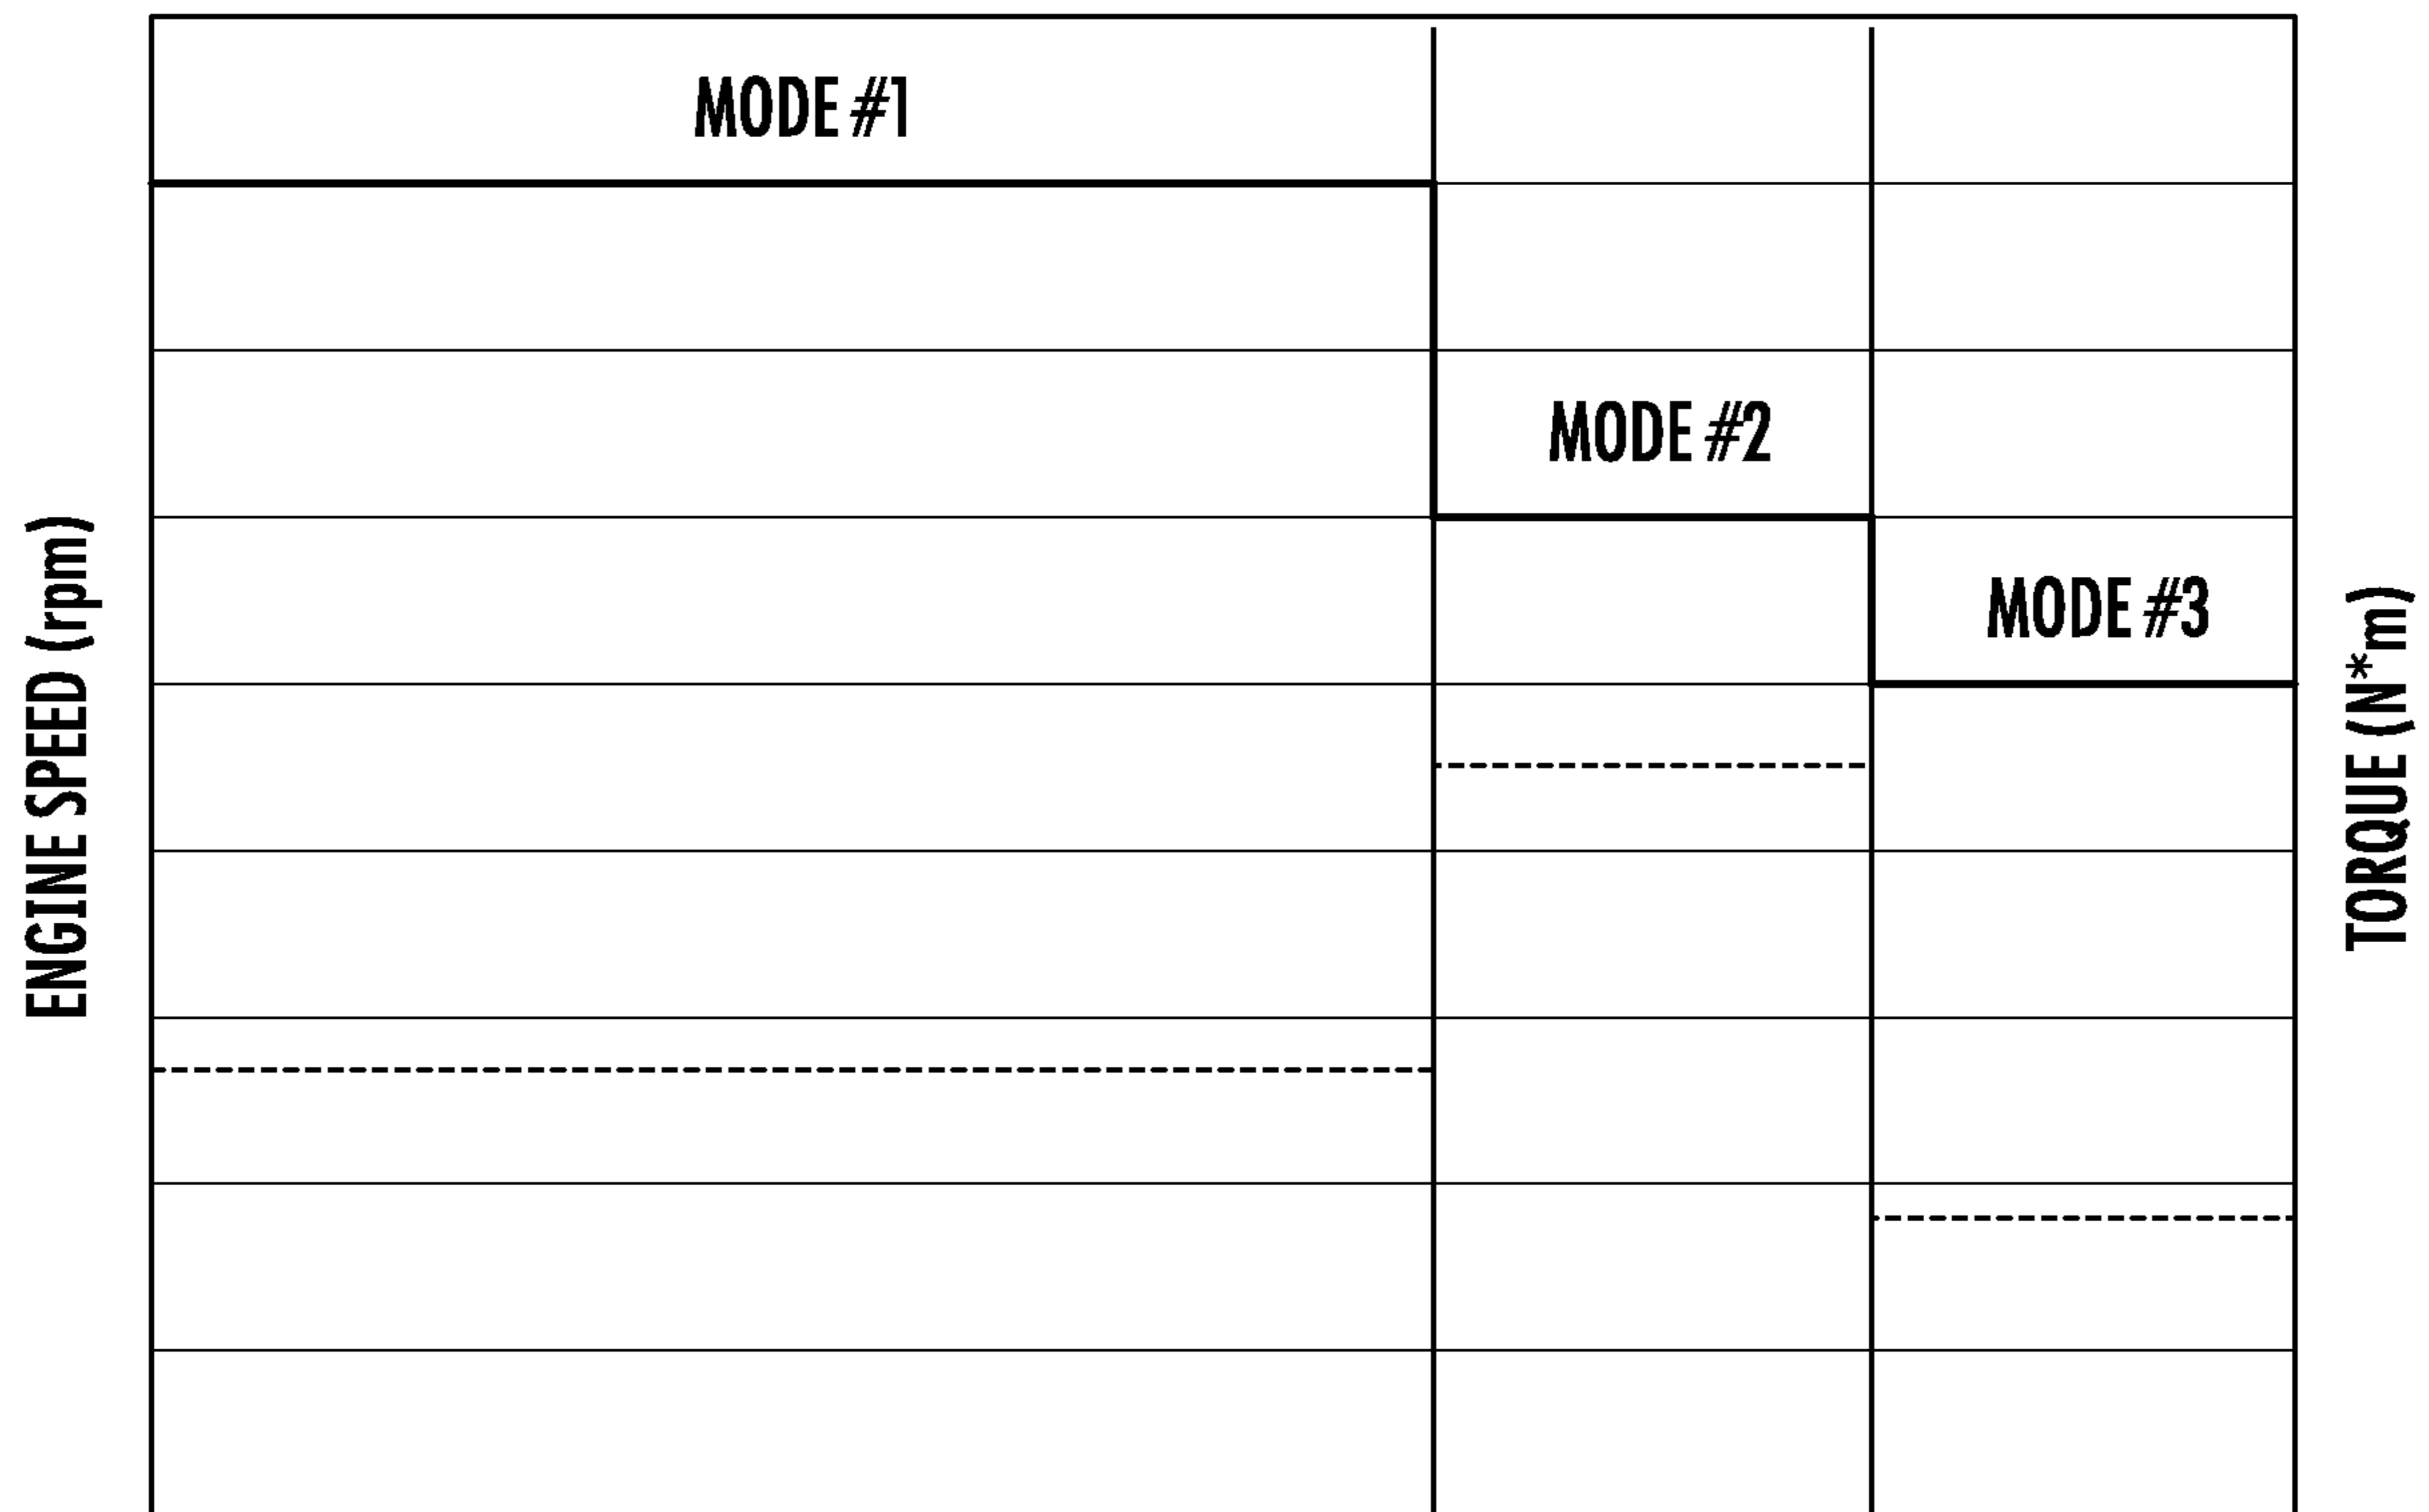 MODE #1
MODE #2
MODE #3
ENGINE SPEED (rpm)
TORQUE (N*m)